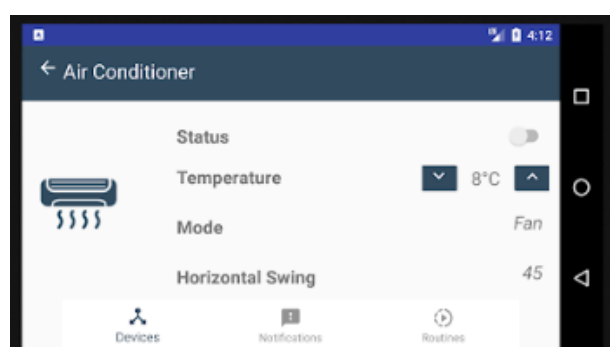 4:12
Air Conditioner
Status
Temperature 8°C
Mode Fan
Horizontal Swing 45
Devices Notifications Routines